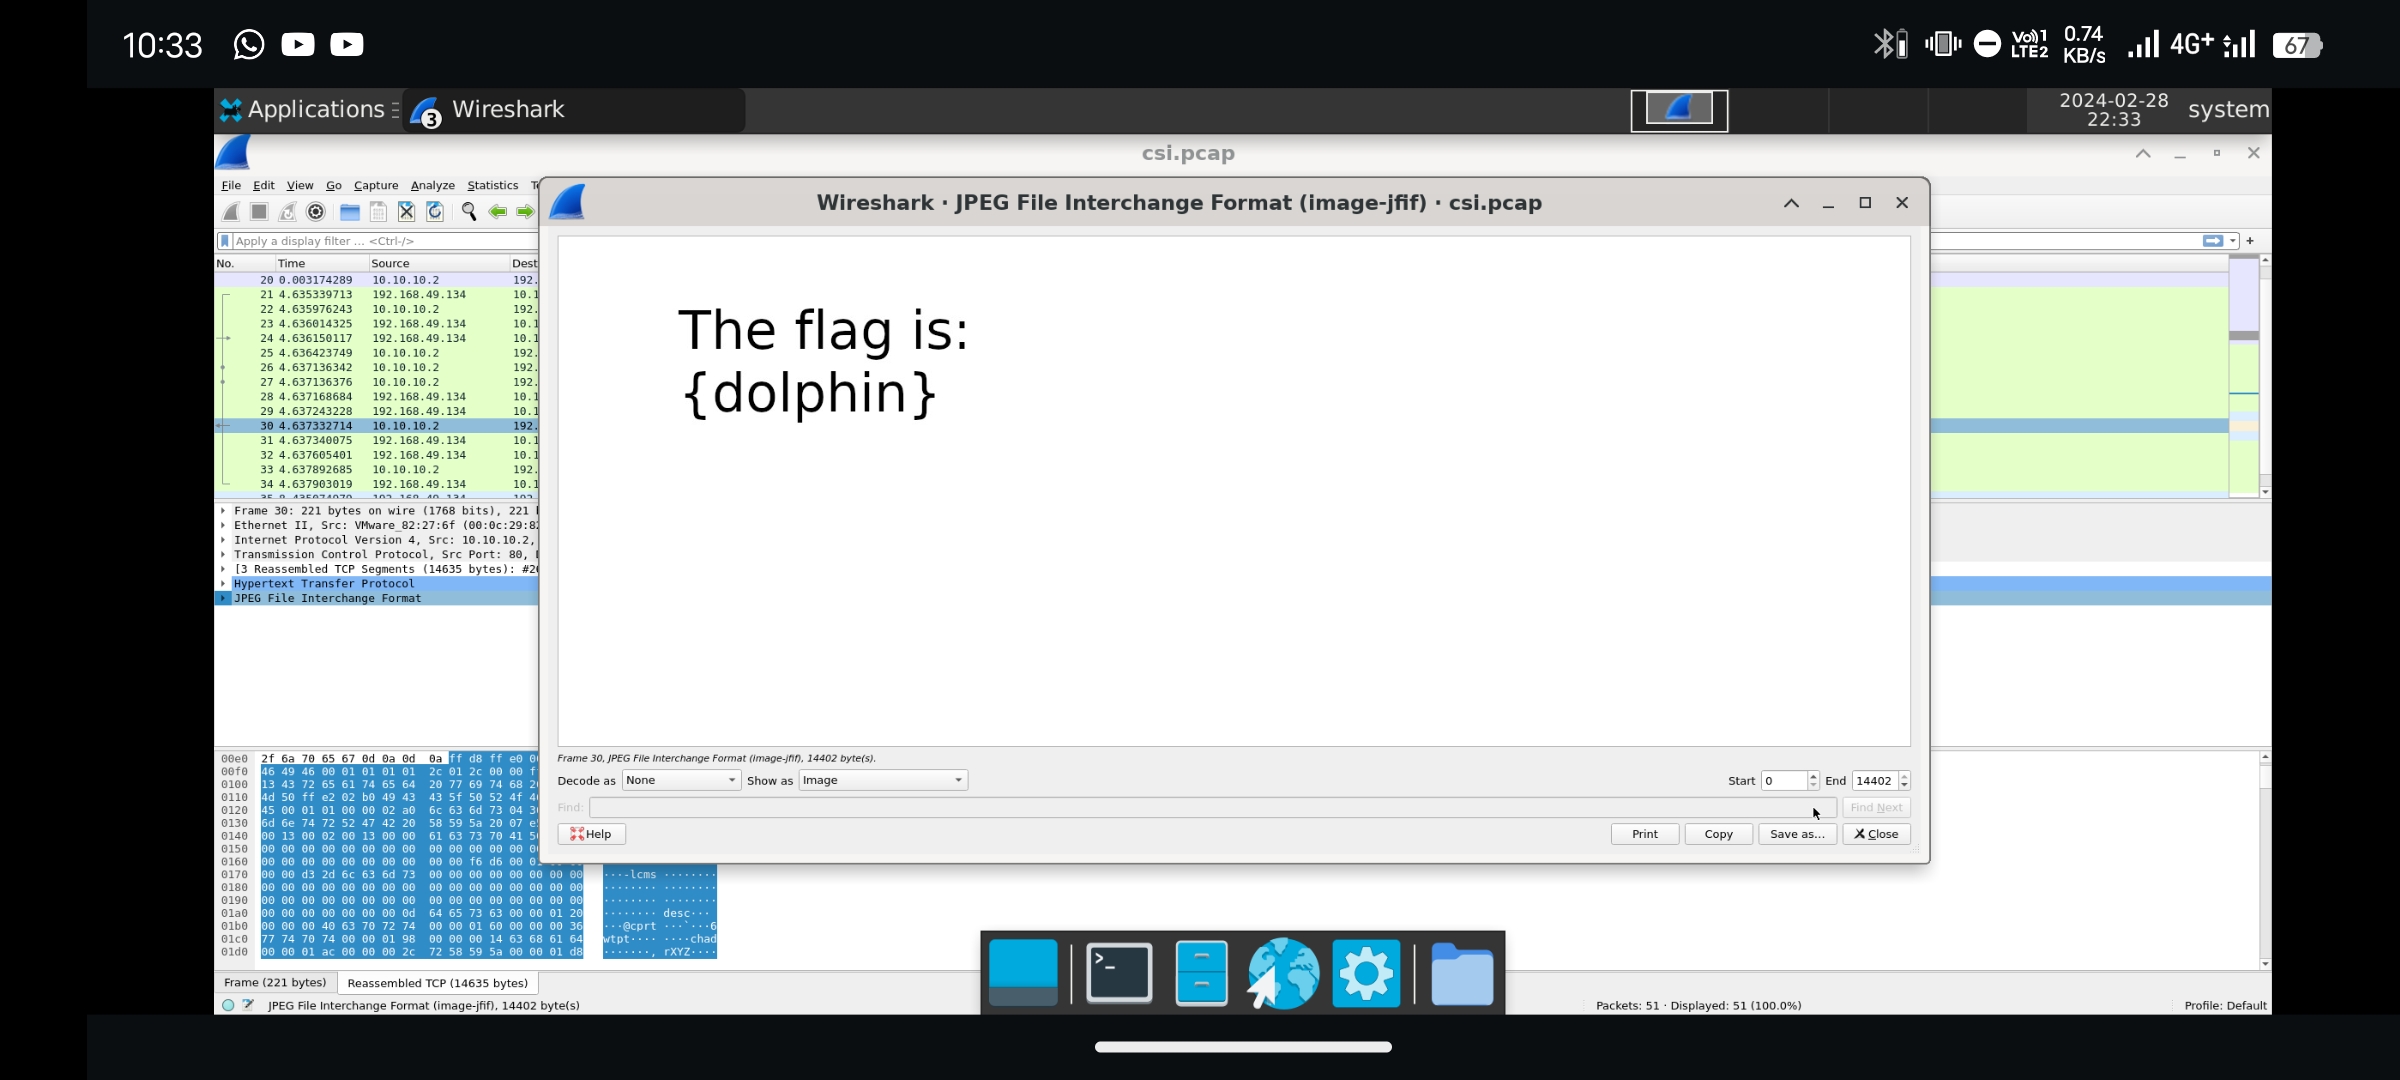 10:33
Vo))1 LTE2
0.74 KB/s
4G+
67
Applications
3
Wireshark
2024-02-28
22:33
system
csi.pcap
File Edit View Go Capture Analyze Statistics
Apply a display filter ... <Ctrl-/>
+
No. Time Source Dest
20 0.003174289 10.10.10.2 192.
21 4.635339713 192.168.49.134 10.1
22 4.635976243 10.10.10.2 192.
23 4.636014325 192.168.49.134 10.1
24 4.636150117 192.168.49.134 10.1
25 4.636423749 10.10.10.2 192.
26 4.637136342 10.10.10.2 192.
27 4.637136376 10.10.10.2 192.
28 4.637168684 192.168.49.134 10.1
29 4.637243228 192.168.49.134 10.1
30 4.637332714 10.10.10.2 192.
31 4.637340075 192.168.49.134 10.1
32 4.637605401 192.168.49.134 10.1
33 4.637892685 10.10.10.2 192.
34 4.637903019 192.168.49.134 10.1
Frame 30: 221 bytes on wire (1768 bits), 221
Ethernet II, Src: VMware_82:27:6f (00:0c:29:82
Internet Protocol Version 4, Src: 10.10.10.2,
Transmission Control Protocol, Src Port: 80,
[3 Reassembled TCP Segments (14635 bytes): #26
Hypertext Transfer Protocol
JPEG File Interchange Format
Wireshark · JPEG File Interchange Format (image-jfif) · csi.pcap
The flag is:
{dolphin}
Frame 30, JPEG File Interchange Format (image-jfif), 14402 byte(s).
Decode as None Show as Image Start 0 End 14402
Find: Find Next
Help Print Copy Save as... Close
00e0 2f 6a 70 65 67 0d 0a 0d 0a ff d8 ff e0
00f0 46 49 46 00 01 01 01 01 2c 01 2c 00 00
0100 13 43 72 65 61 74 65 64 20 77 69 74 68
0110 4d 50 ff e2 02 b0 49 43 43 5f 50 52 4f
0120 45 00 01 01 00 00 02 a0 6c 63 6d 73 04
0130 6d 6e 74 72 52 47 42 20 58 59 5a 20 07
0140 00 13 00 02 00 13 00 00 61 63 73 70 41
0150 00 00 00 00 00 00 00 00 00 00 00 00 00
0160 00 00 00 00 00 00 00 00 00 00 f6 d6 00
0170 00 00 d3 2d 6c 63 6d 73 00 00 00 00 00 00 00 00 ····-lcms ········
0180 00 00 00 00 00 00 00 00 00 00 00 00 00 00 00 00 ········ ········
0190 00 00 00 00 00 00 00 00 00 00 00 00 00 00 00 00 ········ ········
01a0 00 00 00 00 00 00 00 0d 64 65 73 63 00 00 01 20 ········ desc···
01b0 00 00 00 40 63 70 72 74 00 00 01 60 00 00 00 36 ···@cprt ···`···6
01c0 77 74 70 74 00 00 01 98 00 00 00 14 63 68 61 64 wtpt···· ····chad
01d0 00 00 01 ac 00 00 00 2c 72 58 59 5a 00 00 01 d8 ·······, rXYZ····
Frame (221 bytes) Reassembled TCP (14635 bytes)
JPEG File Interchange Format (image-jfif), 14402 byte(s)
Packets: 51 · Displayed: 51 (100.0%)
Profile: Default